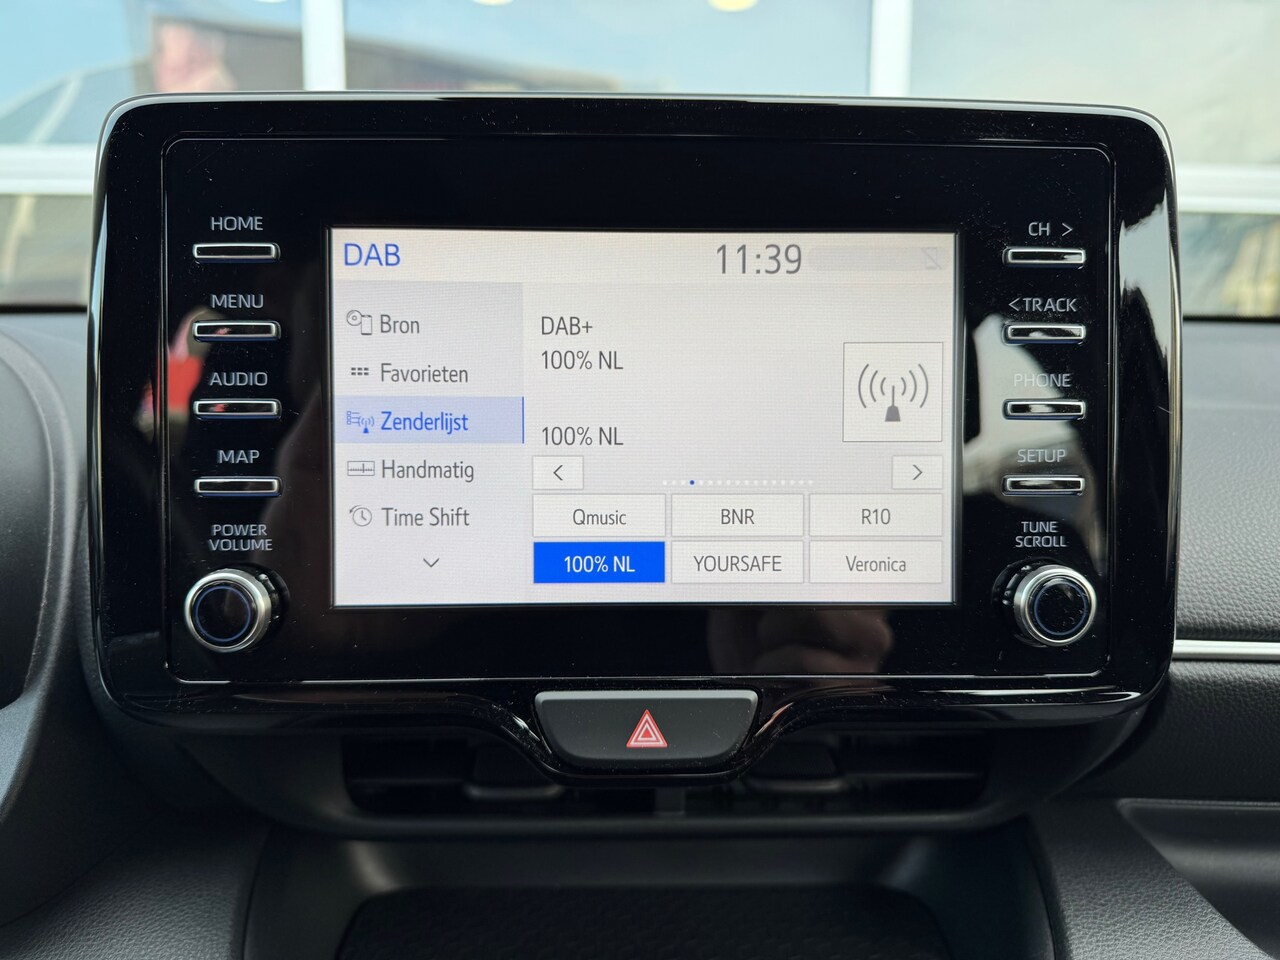 HOME
MENU
AUDIO
MAP
POWER
VOLUME
DAB
11:39
Bron
Favorieten
Zenderlijst
Handmatig
Time Shift
DAB+
100% NL
100% NL
<
>
Qmusic
BNR
R10
100% NL
YOURSAFE
Veronica
CH >
<TRACK
PHONE
SETUP
TUNE
SCROLL